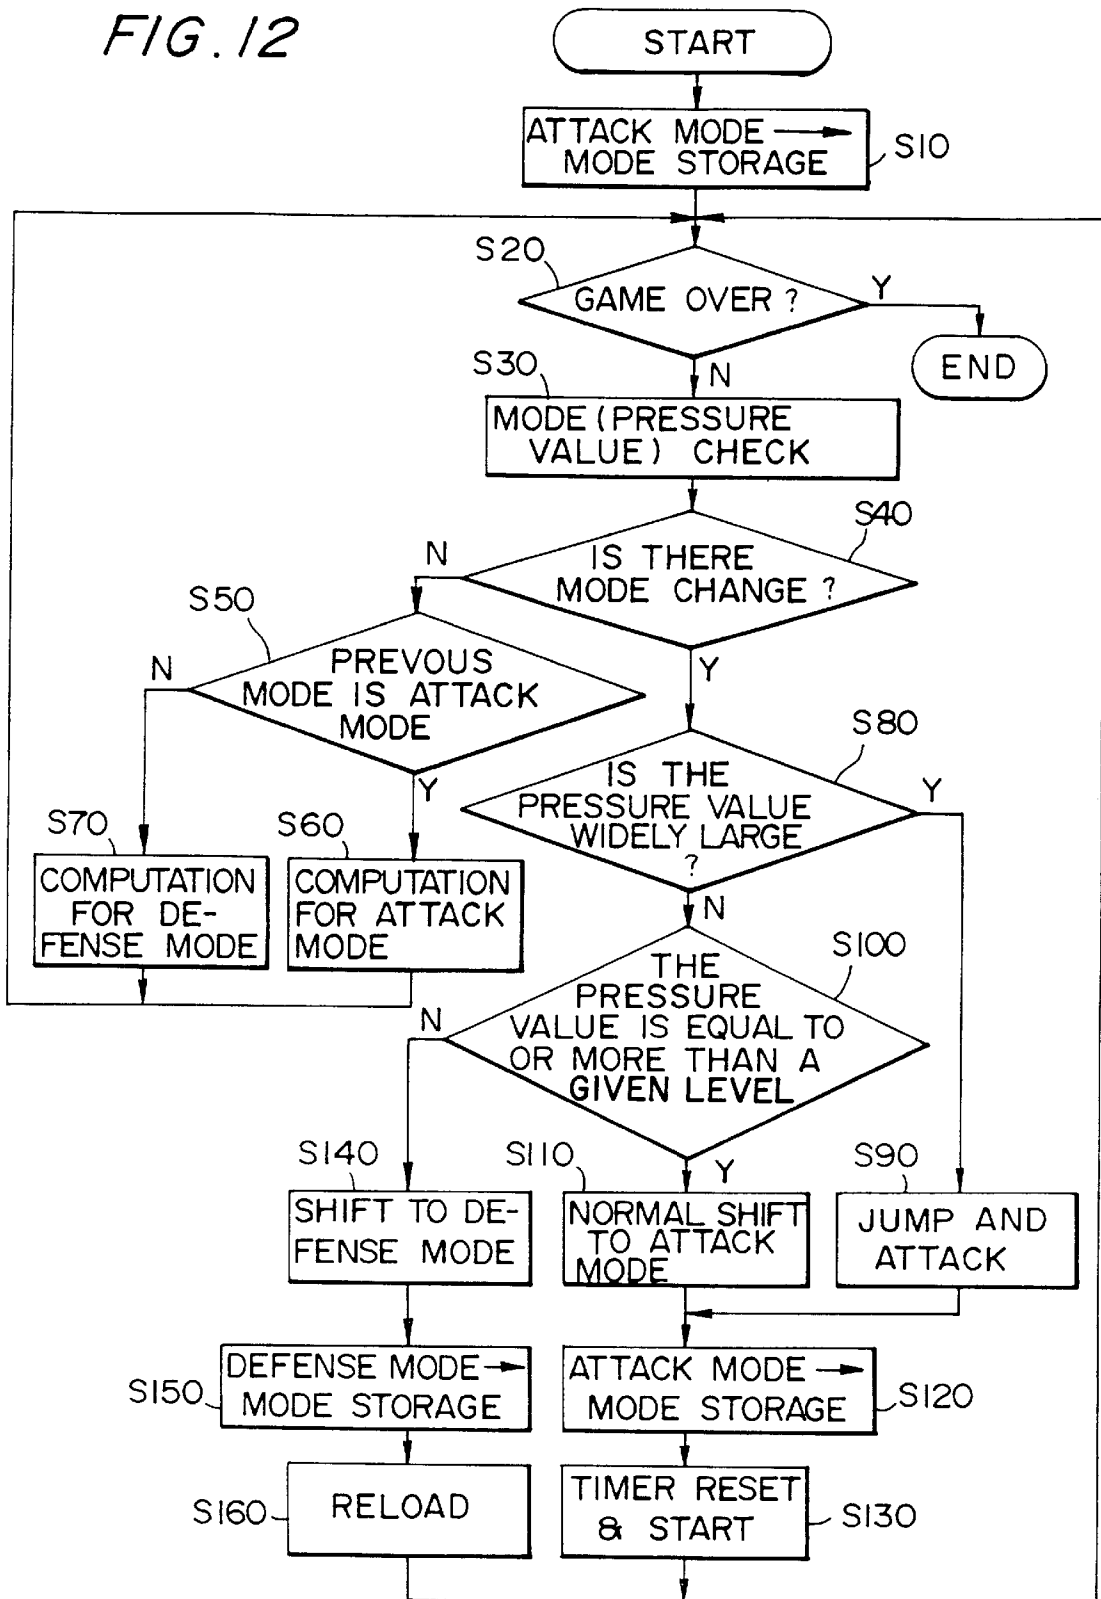 FIG. 12
START
ATTACK MODE →
MODE STORAGE
S10
S20
GAME OVER ?
Y
END
N
S30
MODE (PRESSURE
VALUE) CHECK
S40
IS THERE
MODE CHANGE ?
N
Y
S50
PREVOUS
MODE IS ATTACK
MODE
N
Y
S80
IS THE
PRESSURE VALUE
WIDELY LARGE
?
Y
N
S70
COMPUTATION
FOR DE-
FENSE MODE
S60
COMPUTATION
FOR ATTACK
MODE
S100
THE
PRESSURE
VALUE IS EQUAL TO
OR MORE THAN A
GIVEN LEVEL
N
Y
S140
SHIFT TO DE-
FENSE MODE
S110
NORMAL SHIFT
TO ATTACK
MODE
S90
JUMP AND
ATTACK
DEFENSE MODE →
MODE STORAGE
S150
ATTACK MODE →
MODE STORAGE
S120
RELOAD
S160
TIMER RESET
& START
S130